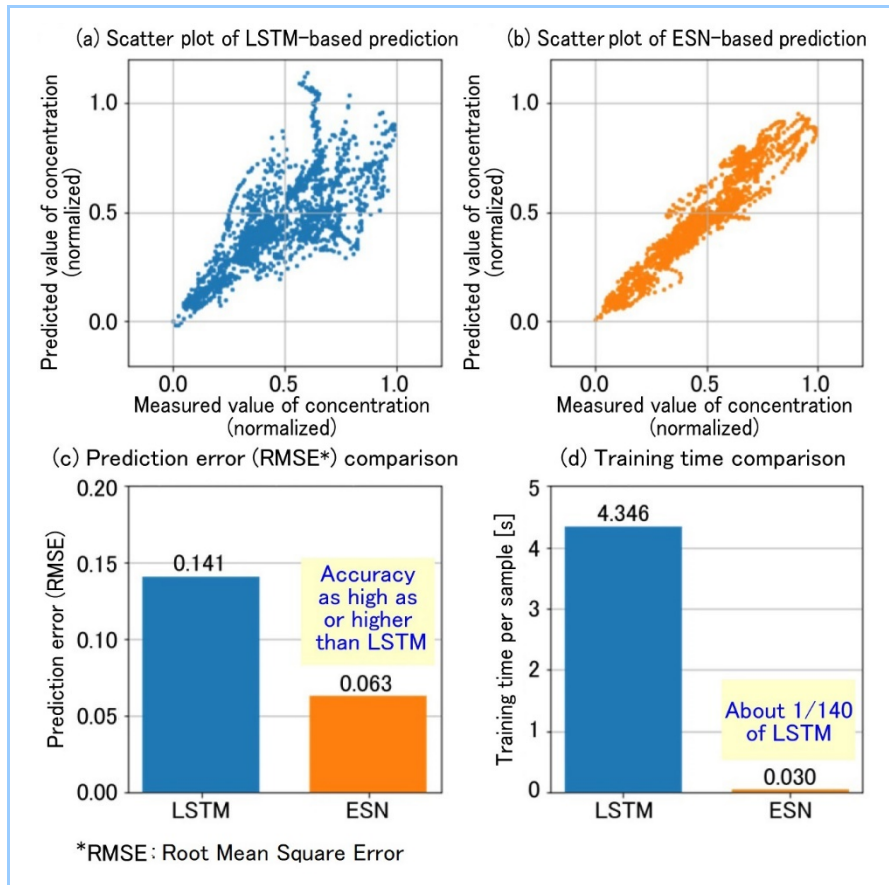 (a) Scatter plot of LSTM-based prediction
Predicted value of concentration
(normalized)
1.0
0.5
0.0
0.0 0.5 1.0
Measured value of concentration
(normalized)
(b) Scatter plot of ESN-based prediction
Predicted value of concentration
(normalized)
1.0
0.5
0.0
0.0 0.5 1.0
Measured value of concentration
(normalized)
(c) Prediction error (RMSE*) comparison
Prediction error (RMSE)
0.20
0.15
0.10
0.05
0.00
0.141
Accuracy
as high as
or higher
than LSTM
0.063
LSTM ESN
(d) Training time comparison
Training time per sample [s]
5
4
3
2
1
0
4.346
About 1/140
of LSTM
0.030
LSTM ESN
*RMSE: Root Mean Square Error